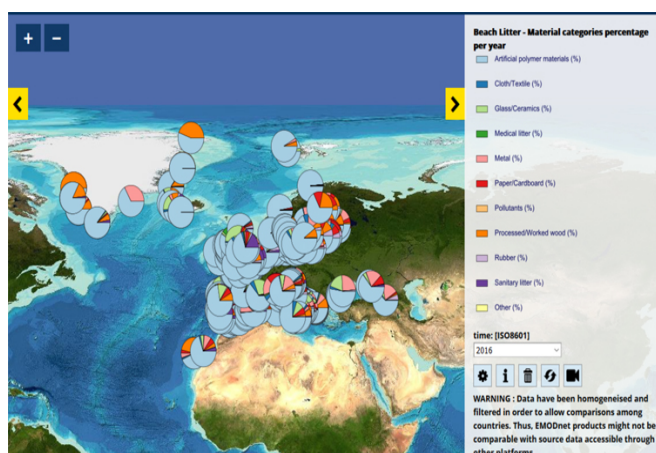 + −
Beach Litter - Material categories percentage
per year
Artificial polymer materials (%)
Cloth/Textile (%)
Glass/Ceramics (%)
Medical litter (%)
Metal (%)
Paper/Cardboard (%)
Pollutants (%)
Processed/Worked wood (%)
Rubber (%)
Sanitary litter (%)
Other (%)
time: [ISO8601]
2016
WARNING : Data have been homogeneised and
filtered in order to allow comparisons among
countries. Thus, EMODnet products might not be
comparable with source data accessible through
other platforms